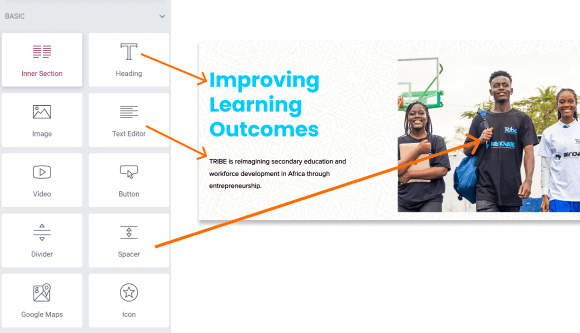 BASIC
Inner Section
Heading
Image
Text Editor
Video
Button
Divider
Spacer
Google Maps
Icon
Improving
Learning
Outcomes
TRIBE is reimagining secondary education and
workforce development in Africa through
entrepreneurship.